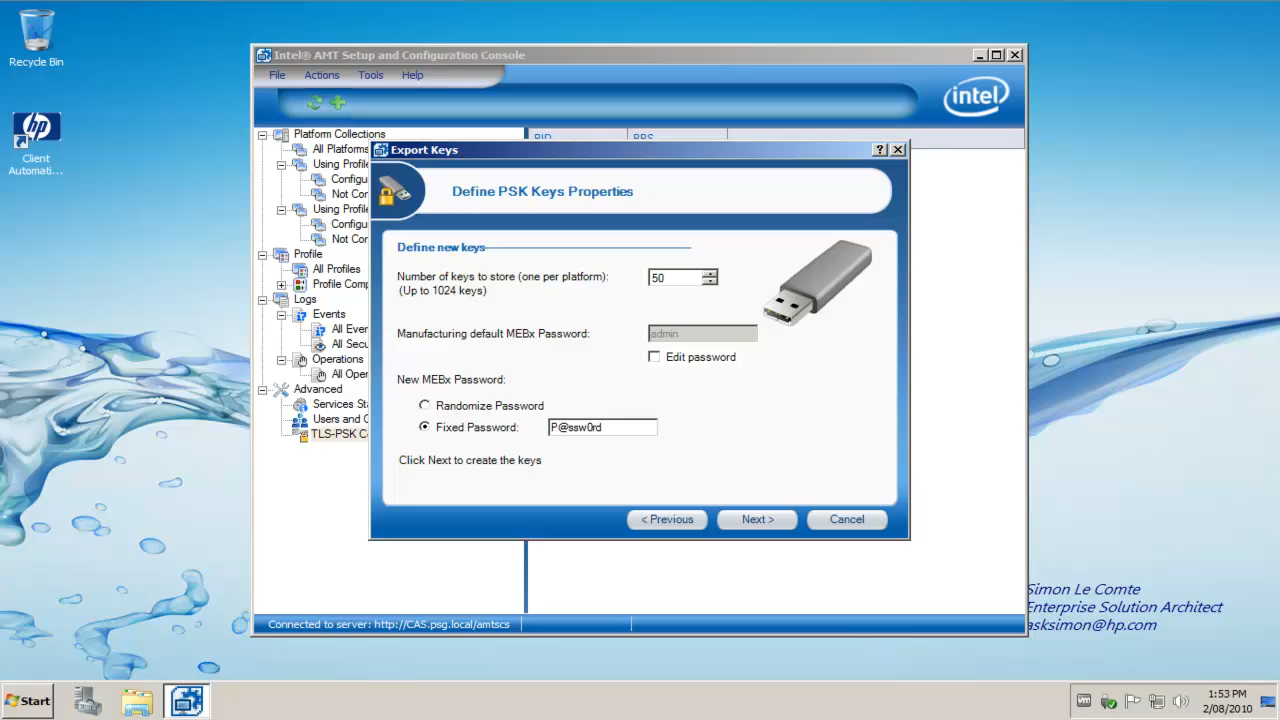 Recycle Bin
Client
Automati...
Intel® AMT Setup and Configuration Console
File Actions Tools Help
intel
Platform Collections
All Platforms
Using Profile
Configu
Not Cor
Using Profile
Configu
Not Cor
Profile
All Profiles
Profile Comp
Logs
Events
All Even
All Secu
Operations
All Oper
Advanced
Services Sta
Users and G
TLS-PSK C
Export Keys
Define PSK Keys Properties
Define new keys
Number of keys to store (one per platform): 50
(Up to 1024 keys)
Manufacturing default MEBx Password: admin
Edit password
New MEBx Password:
Randomize Password
Fixed Password: P@ssw0rd
Click Next to create the keys
< Previous Next > Cancel
Connected to server: http://CAS.psg.local/amtscs
Simon Le Comte
Enterprise Solution Architect
asksimon@hp.com
Start
1:53 PM
2/08/2010